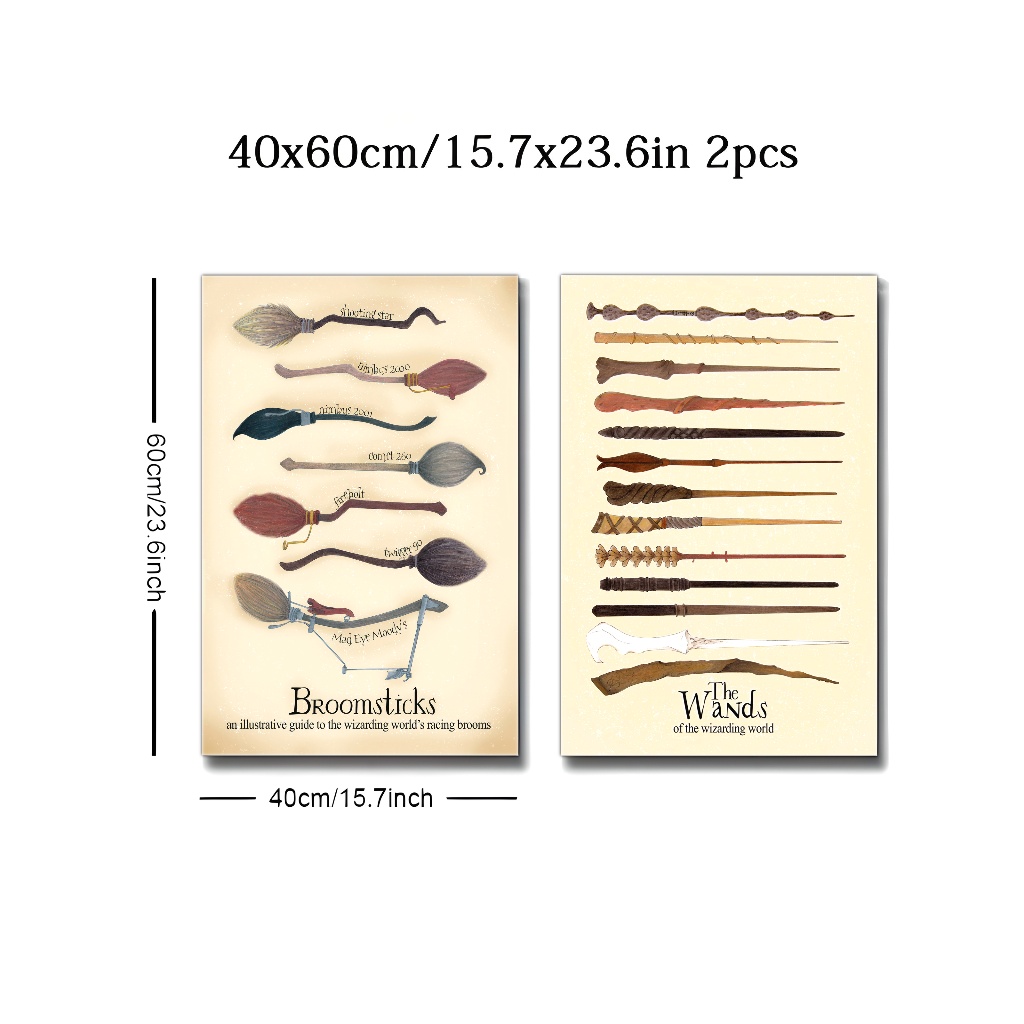 40x60cm/15.7x23.6in 2pcs
60cm/23.6inch
shooting star
nimbus 2000
nimbus 2001
comet 260
firebolt
twigger 90
Mad Eye Moody's
Broomsticks
an illustrative guide to the wizarding world's racing brooms
40cm/15.7inch
The
Wands
of the wizarding world